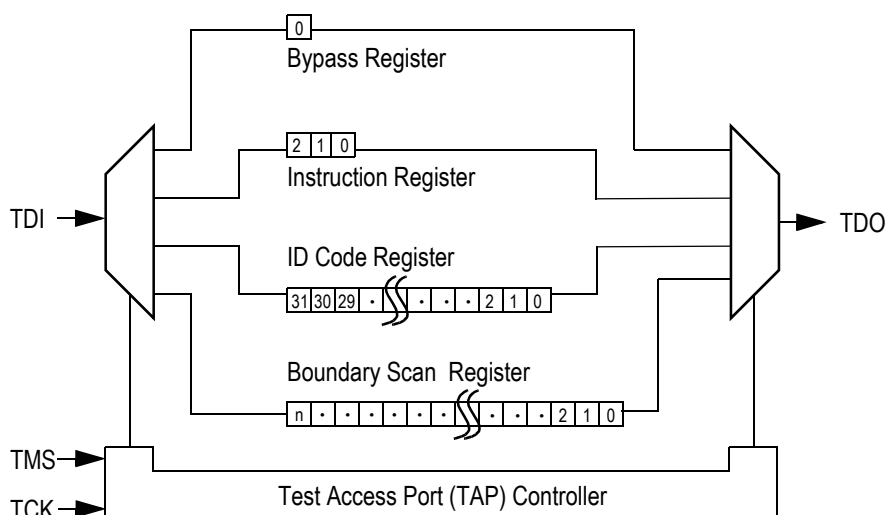 0
Bypass Register
2 1 0
Instruction Register
TDI
TDO
ID Code Register
31 30 29 · · · · · 2 1 0
Boundary Scan Register
n · · · · · · · · · 2 1 0
TMS
Test Access Port (TAP) Controller
TCK